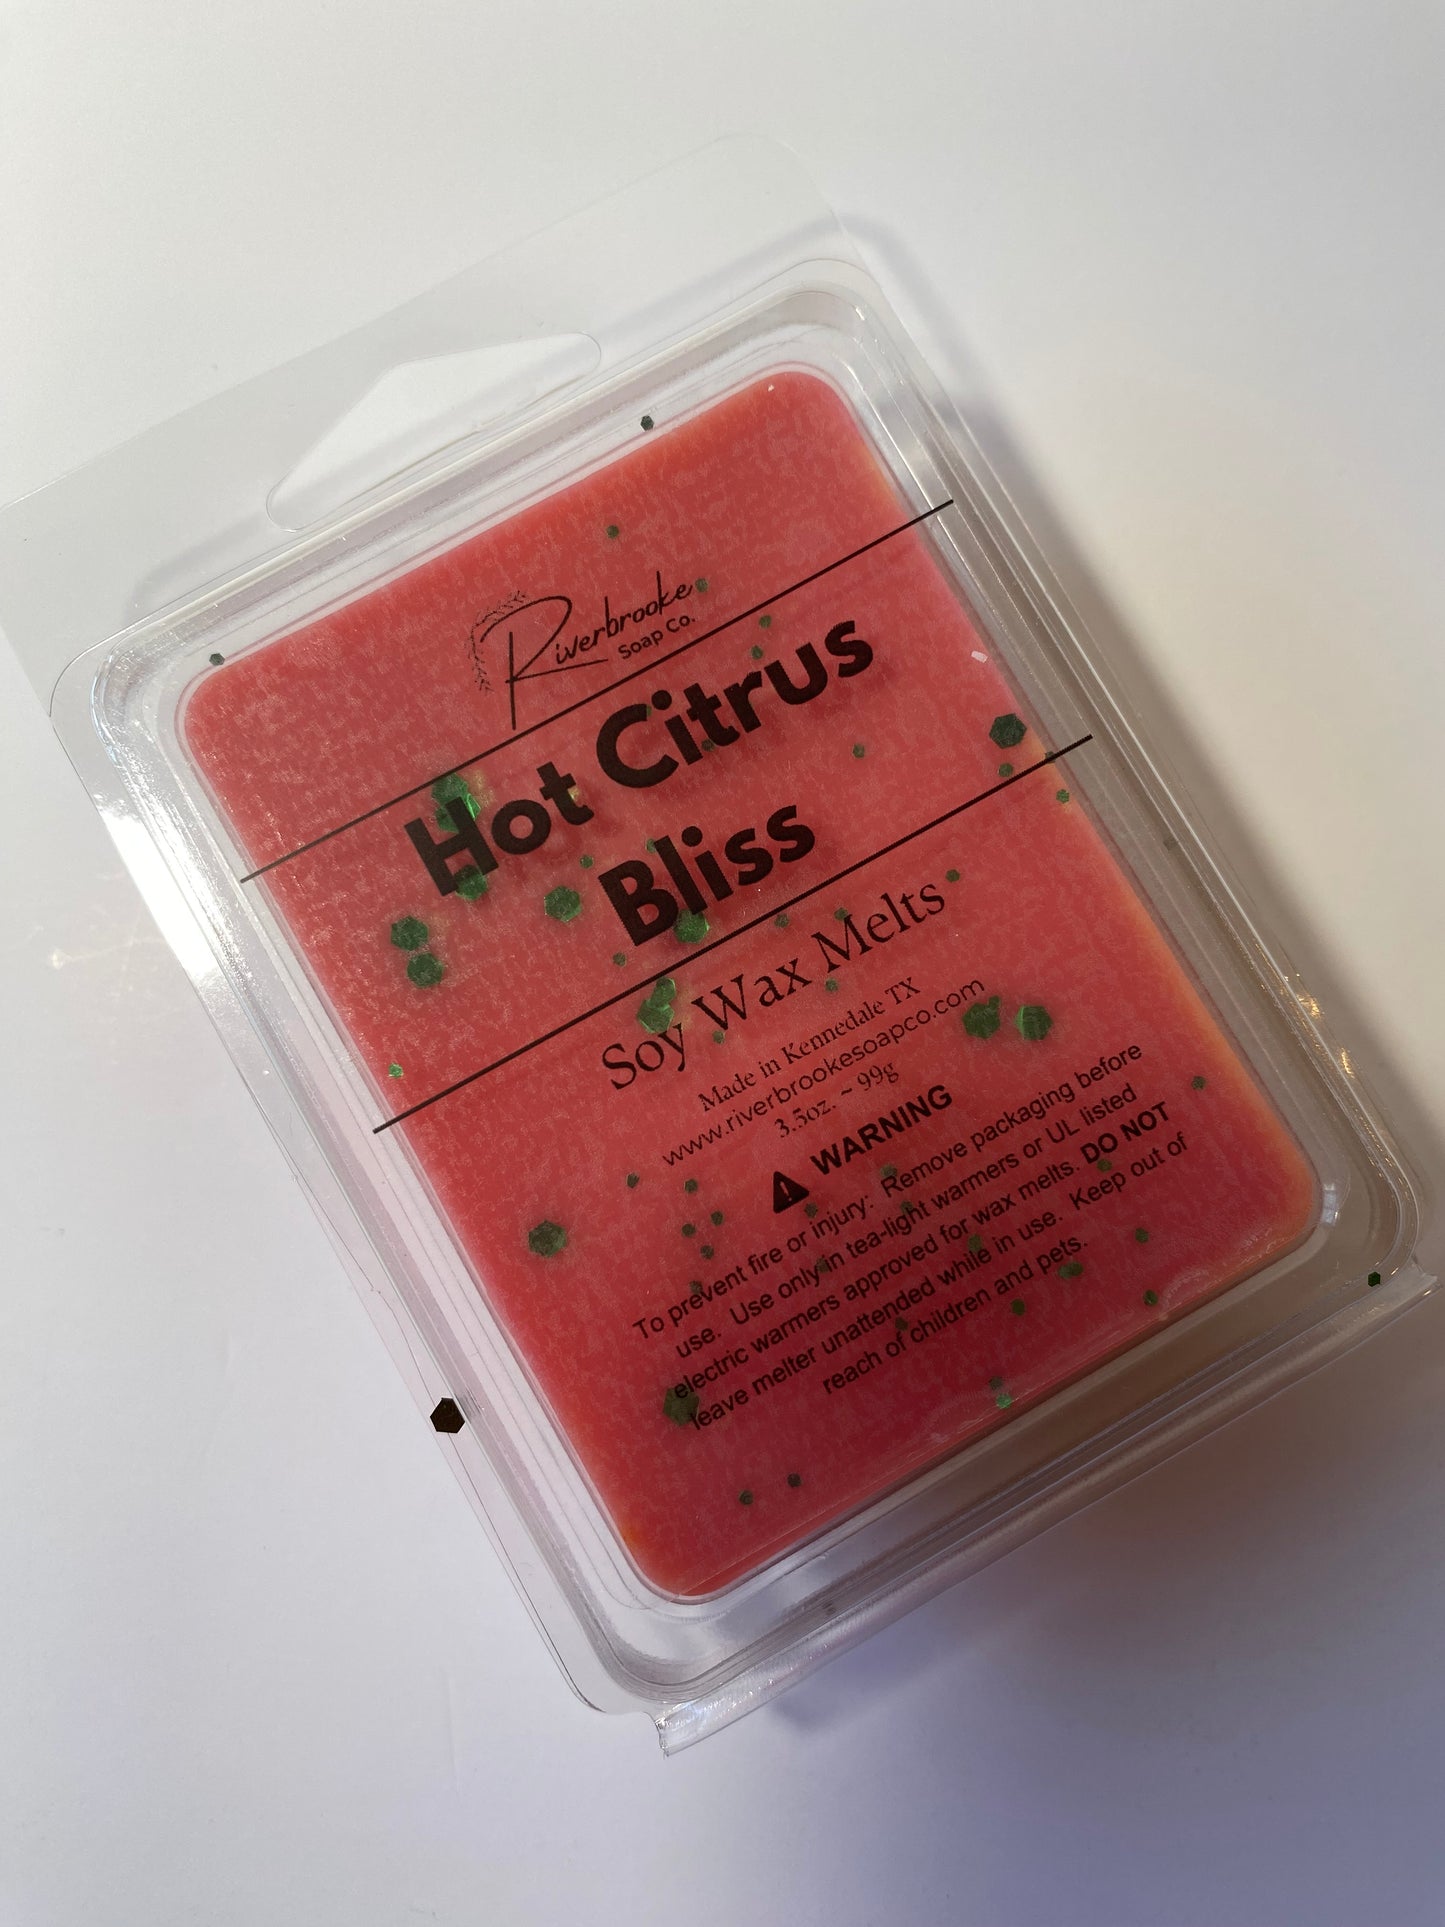 Riverbrooke
Soap Co.
Hot Citrus
Bliss
Soy Wax Melts
Made in Kennedale TX
www.riverbrookesoapco.com
3.5oz. ~ 99g
WARNING
To prevent fire or injury: Remove packaging before
use. Use only in tea-light warmers or UL listed
electric warmers approved for wax melts. DO NOT
leave melter unattended while in use. Keep out of
reach of children and pets.